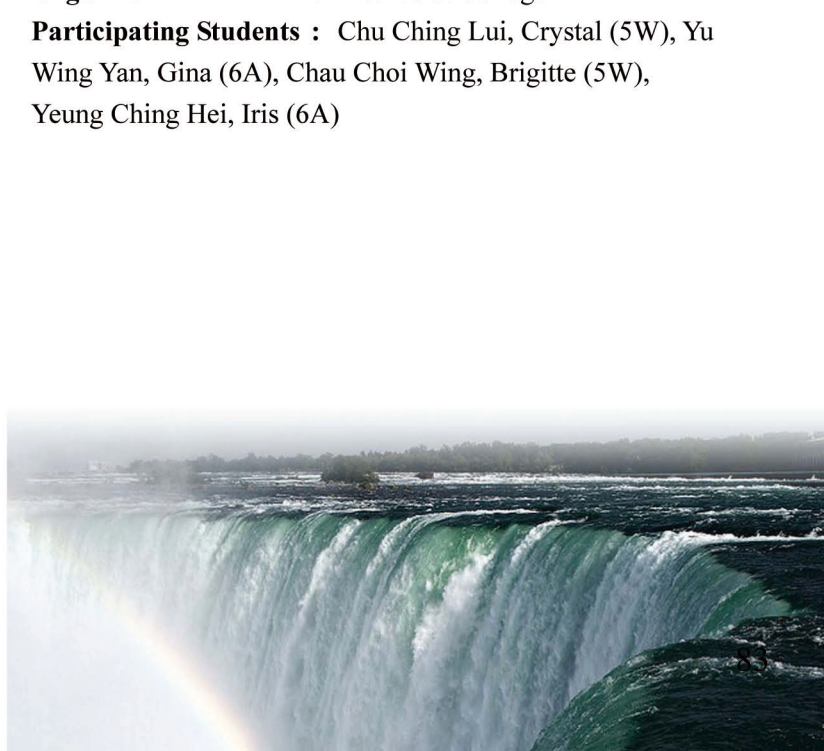 Participating Students : Chu Ching Lui, Crystal (5W), Yu
Wing Yan, Gina (6A), Chau Choi Wing, Brigitte (5W),
Yeung Ching Hei, Iris (6A)
83